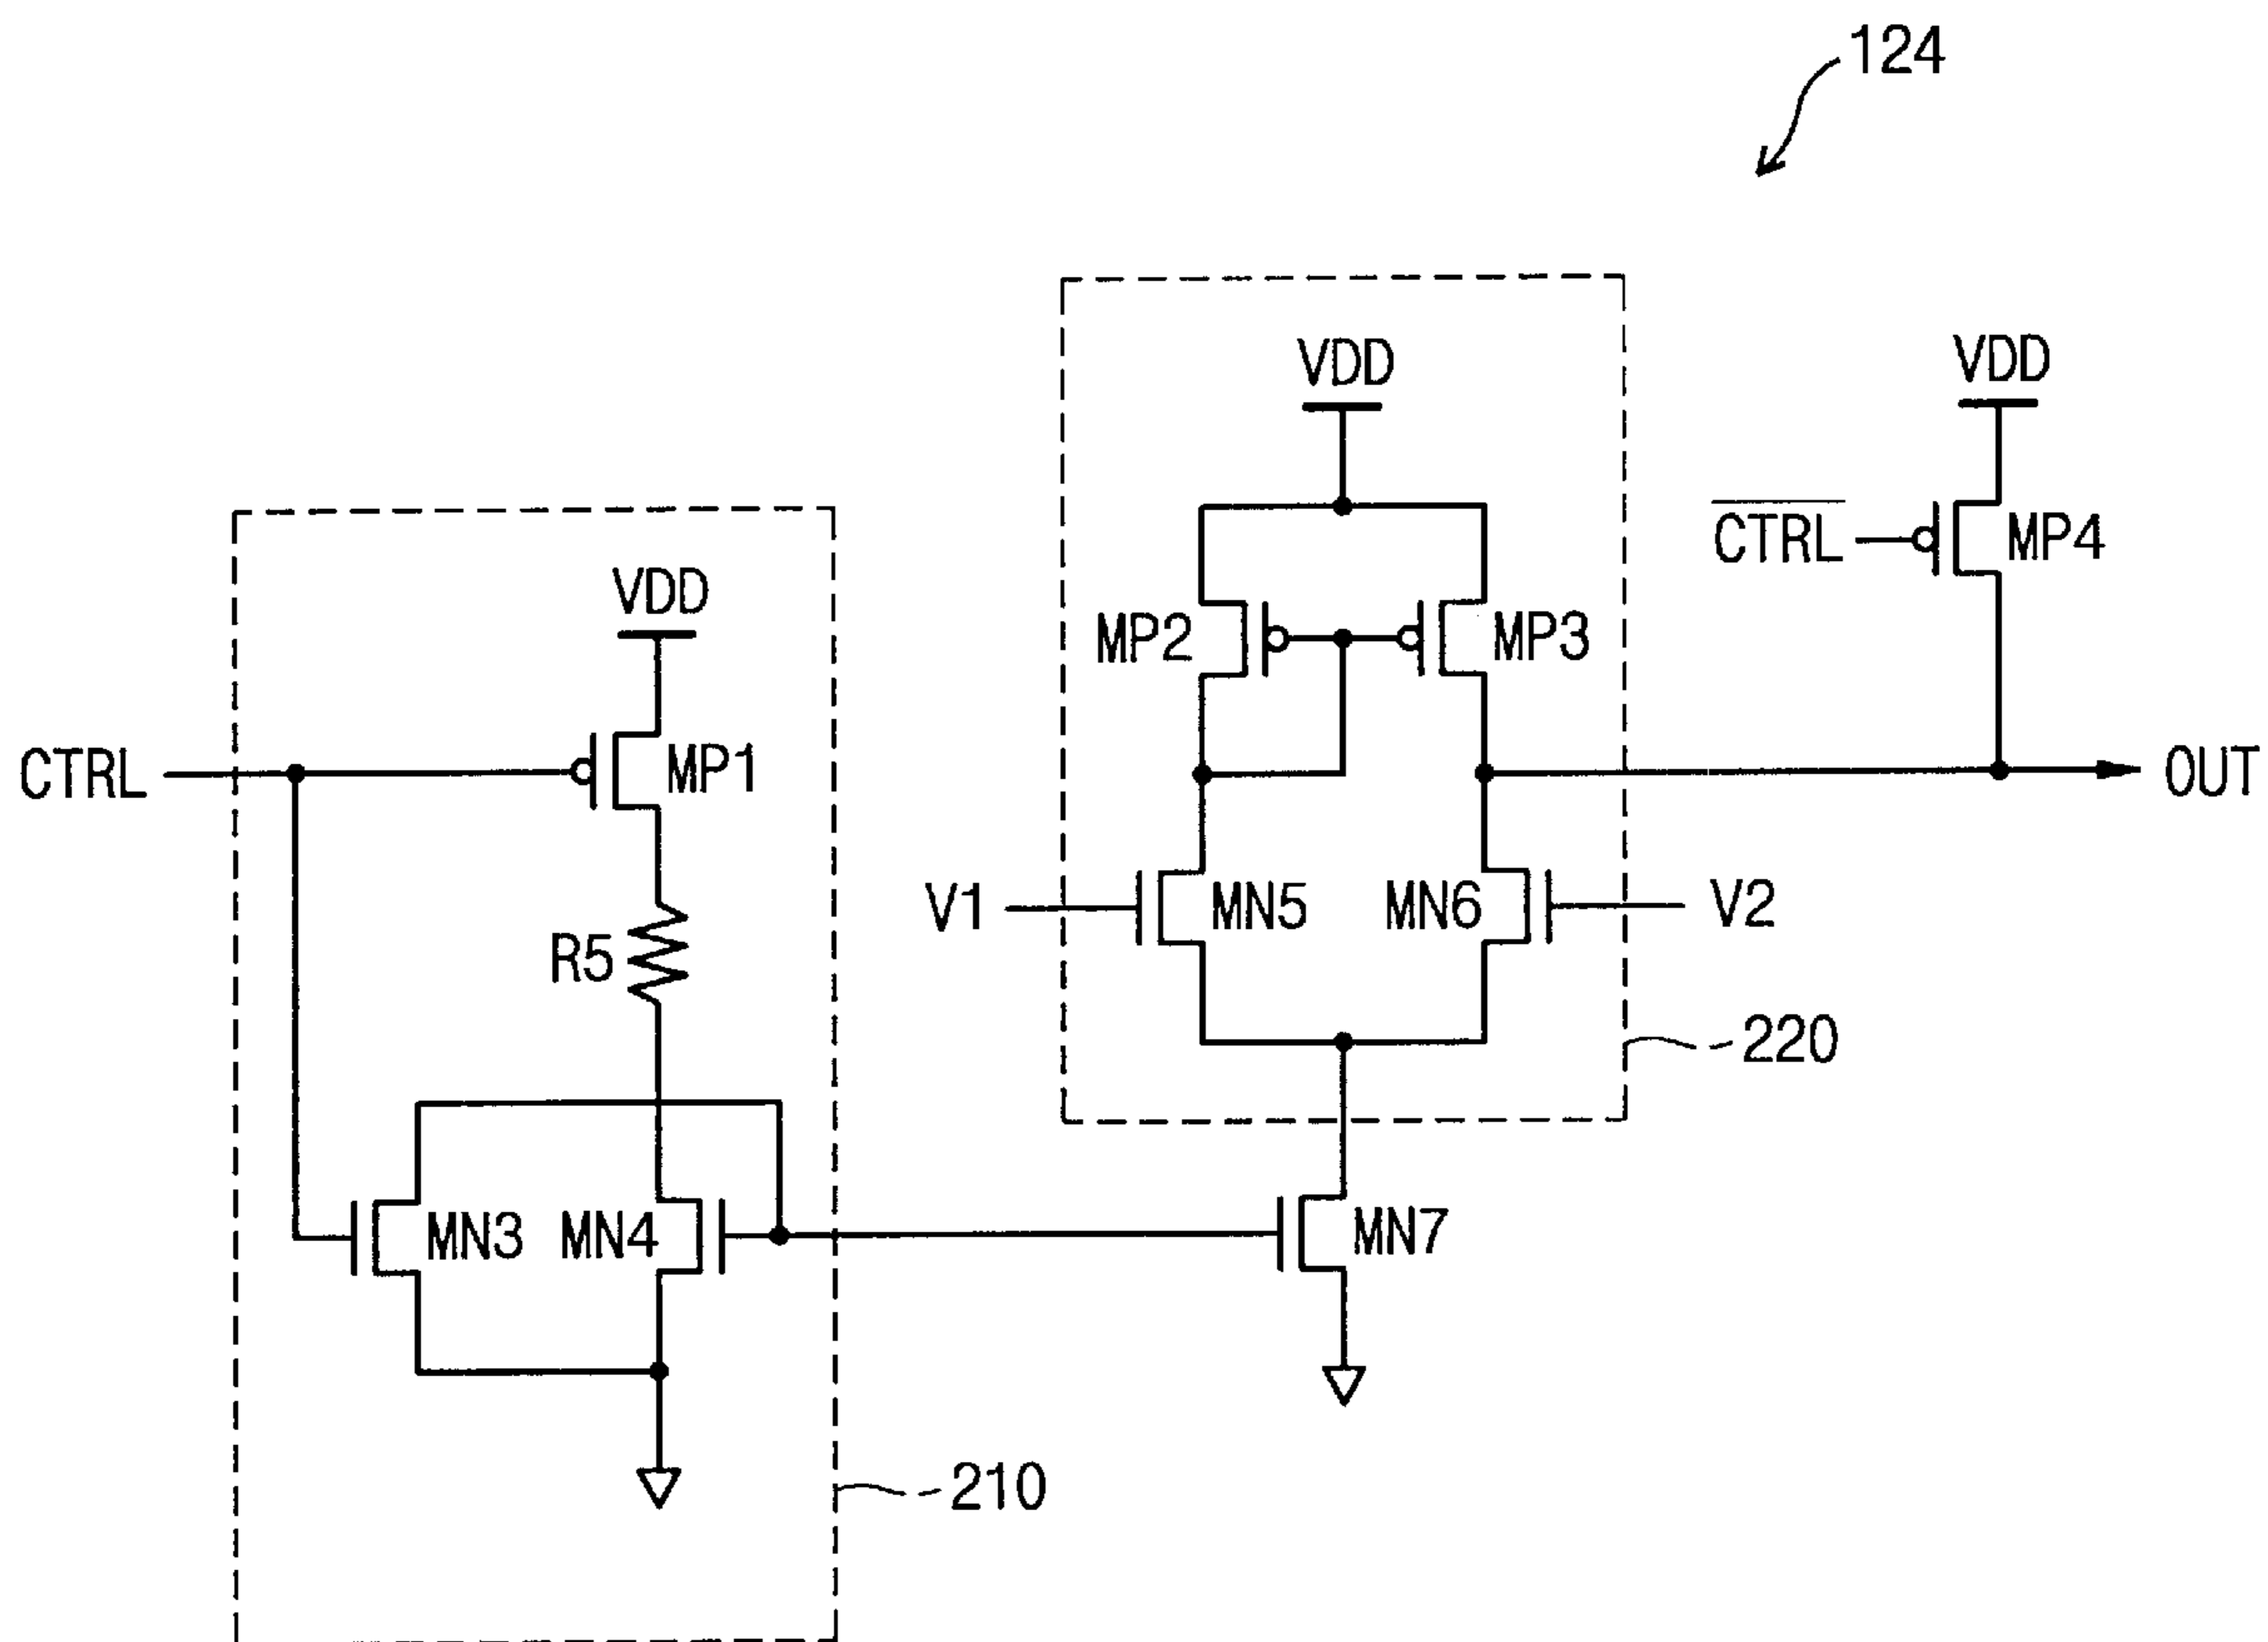 124
VDD
VDD
C̅T̅R̅L̅
MP4
MP2
MP3
VDD
CTRL
MP1
OUT
V1
MN5
MN6
V2
R5
220
MN3
MN4
MN7
210